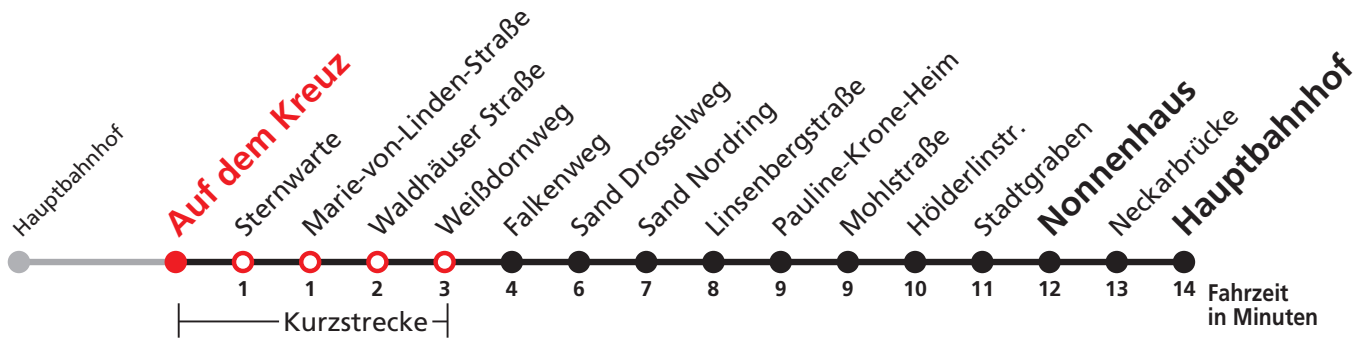 Hauptbahnhof
Auf dem Kreuz
Sternwarte
Marie-von-Linden-Straße
Waldhäuser Straße
Weißdornweg
Falkenweg
Sand Drosselweg
Sand Nordring
Linsenbergstraße
Pauline-Krone-Heim
Mohlstraße
Hölderlinstr.
Stadtgraben
Nonnenhaus
Neckarbrücke
Hauptbahnhof
1 1 2 3 4 6 7 8 9 9 10 11 12 13 14 Fahrzeit
in Minuten
Kurzstrecke